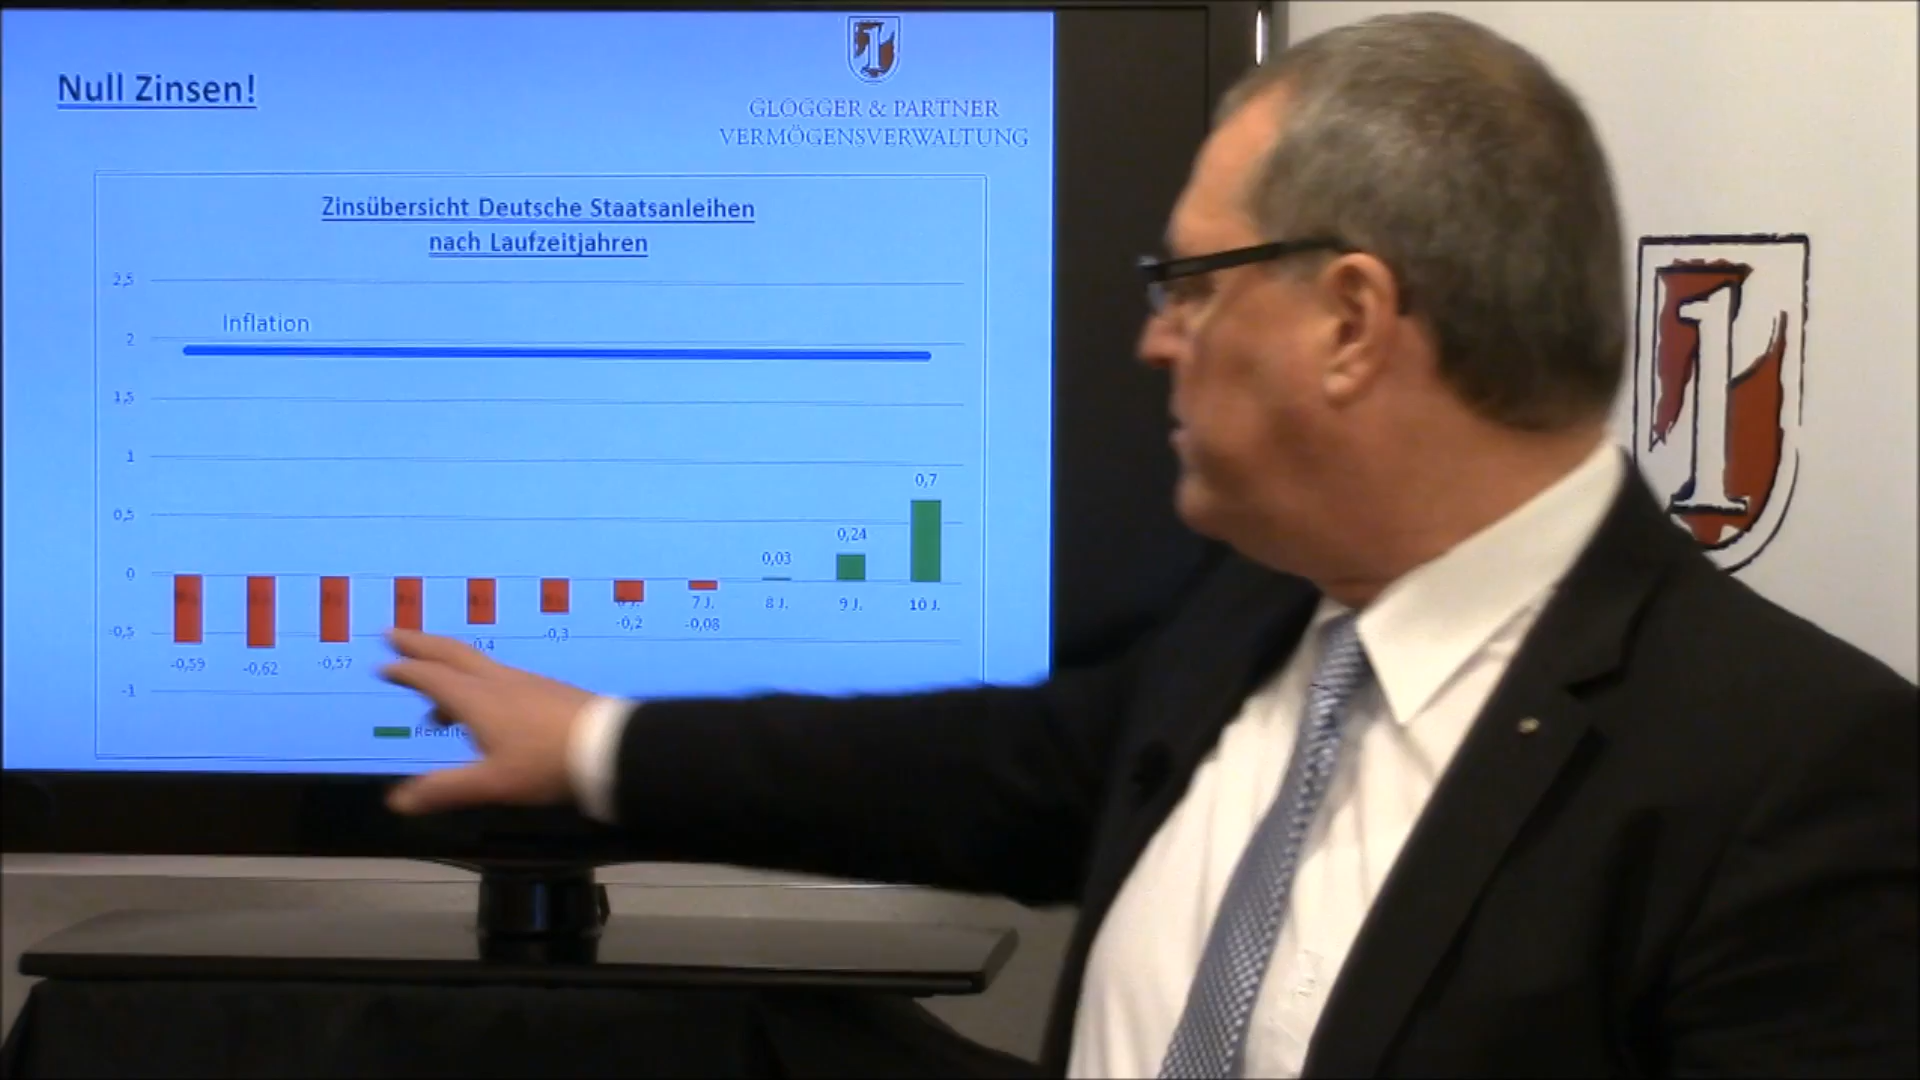 Null Zinsen!
1
GLOGGER & PARTNER
VERMÖGENSVERWALTUNG
Zinsübersicht Deutsche Staatsanleihen
nach Laufzeitjahren
2,5
Inflation
2
1,5
1
0,7
0,5
0,24
0,03
0
7 J.
8 J.
9 J.
10 J.
-0,5
-0,59
-0,62
-0,57
-0,4
-0,3
-0,2
-0,08
-1
1